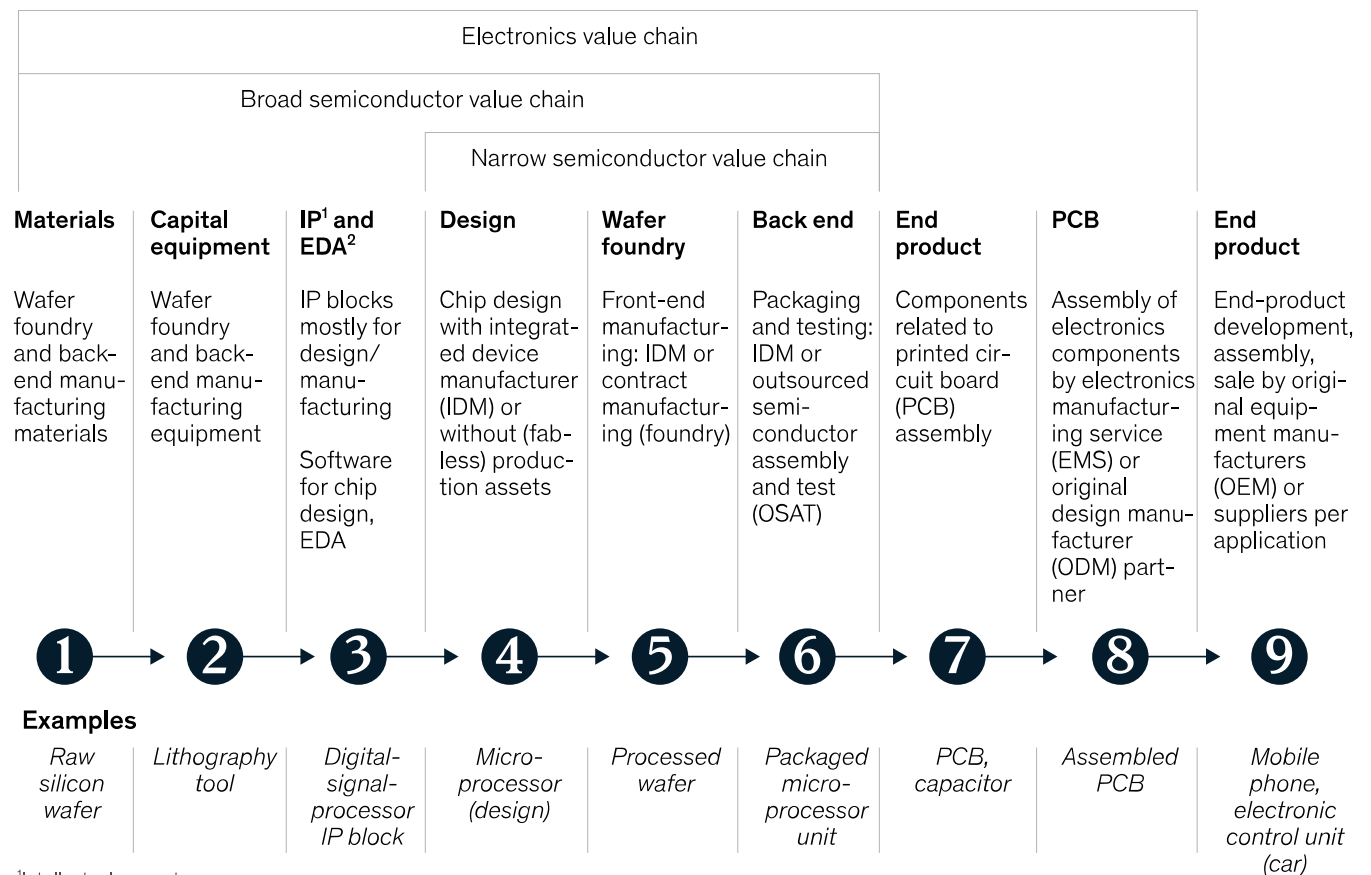 Electronics value chain
Broad semiconductor value chain
Narrow semiconductor value chain
Materials
Wafer
foundry
and back-
end manu-
facturing
materials
Capital
equipment
Wafer
foundry
and back-
end manu-
facturing
equipment
IP¹ and
EDA²
IP blocks
mostly for
design/
manu-
facturing
Software
for chip
design,
EDA
Design
Chip design
with integrat-
ed device
manufacturer
(IDM) or
without (fab-
less) produc-
tion assets
Wafer
foundry
Front-end
manufactur-
ing: IDM or
contract
manufactur-
ing (foundry)
Back end
Packaging
and testing:
IDM or
outsourced
semi-
conductor
assembly
and test
(OSAT)
End
product
Components
related to
printed cir-
cuit board
(PCB)
assembly
PCB
Assembly of
electronics
components
by electronics
manufactur-
ing service
(EMS) or
original
design manu-
facturer
(ODM) part-
ner
End
product
End-product
development,
assembly,
sale by orig-
inal equip-
ment manu-
facturers
(OEM) or
suppliers per
application
1 2 3 4 5 6 7 8 9
Examples
Raw
silicon
wafer
Lithography
tool
Digital-
signal-
processor
IP block
Micro-
processor
(design)
Processed
wafer
Packaged
micro-
processor
unit
PCB,
capacitor
Assembled
PCB
Mobile
phone,
electronic
control unit
(car)